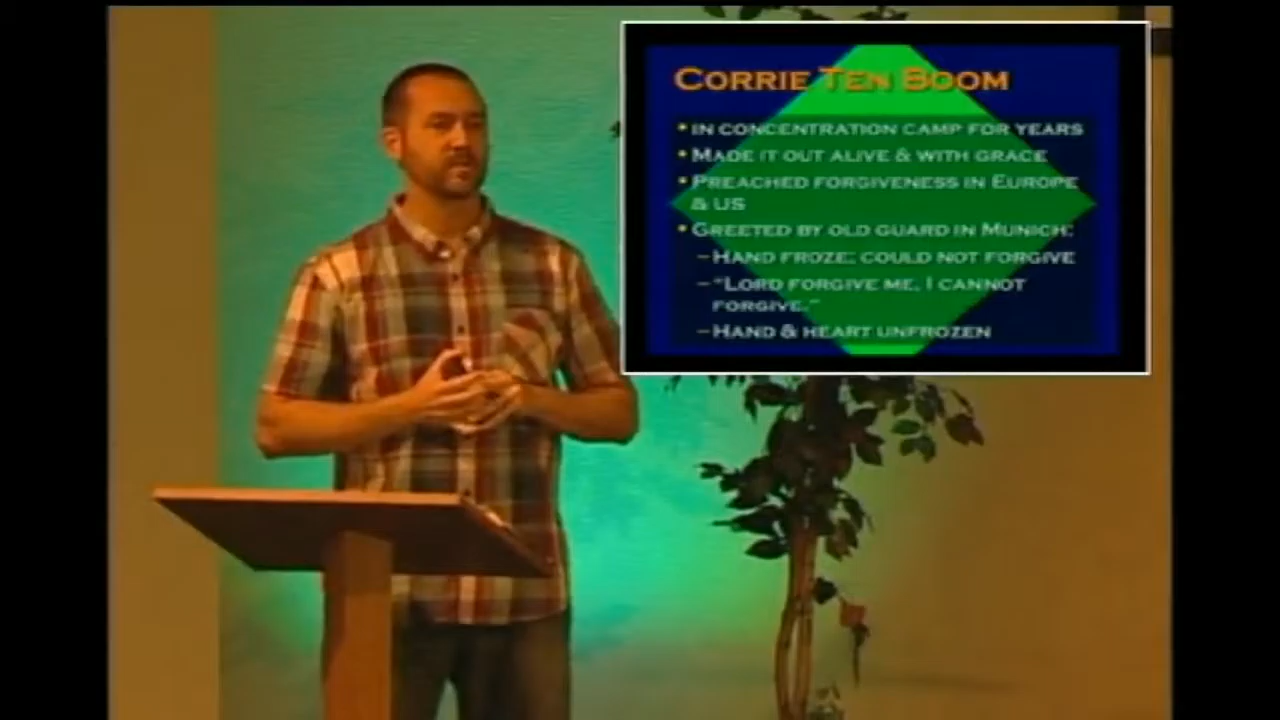 CORRIE TEN BOOM
• IN CONCENTRATION CAMP FOR YEARS
• MADE IT OUT ALIVE & WITH GRACE
• PREACHED FORGIVENESS IN EUROPE
& US
• GREETED BY OLD GUARD IN MUNICH:
– HAND FROZE; COULD NOT FORGIVE
– "LORD FORGIVE ME, I CANNOT
FORGIVE."
– HAND & HEART UNFROZEN